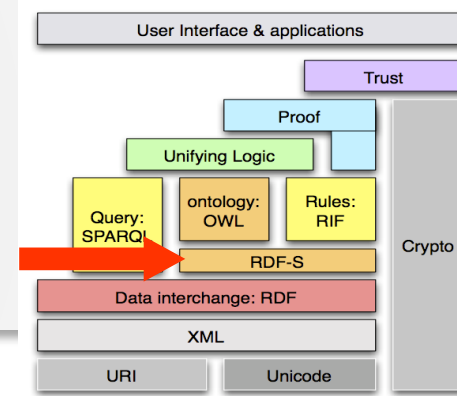 User Interface & applications
Trust
Proof
Unifying Logic
Query:
SPARQL
ontology:
OWL
Rules:
RIF
Crypto
RDF-S
Data interchange: RDF
XML
URI
Unicode